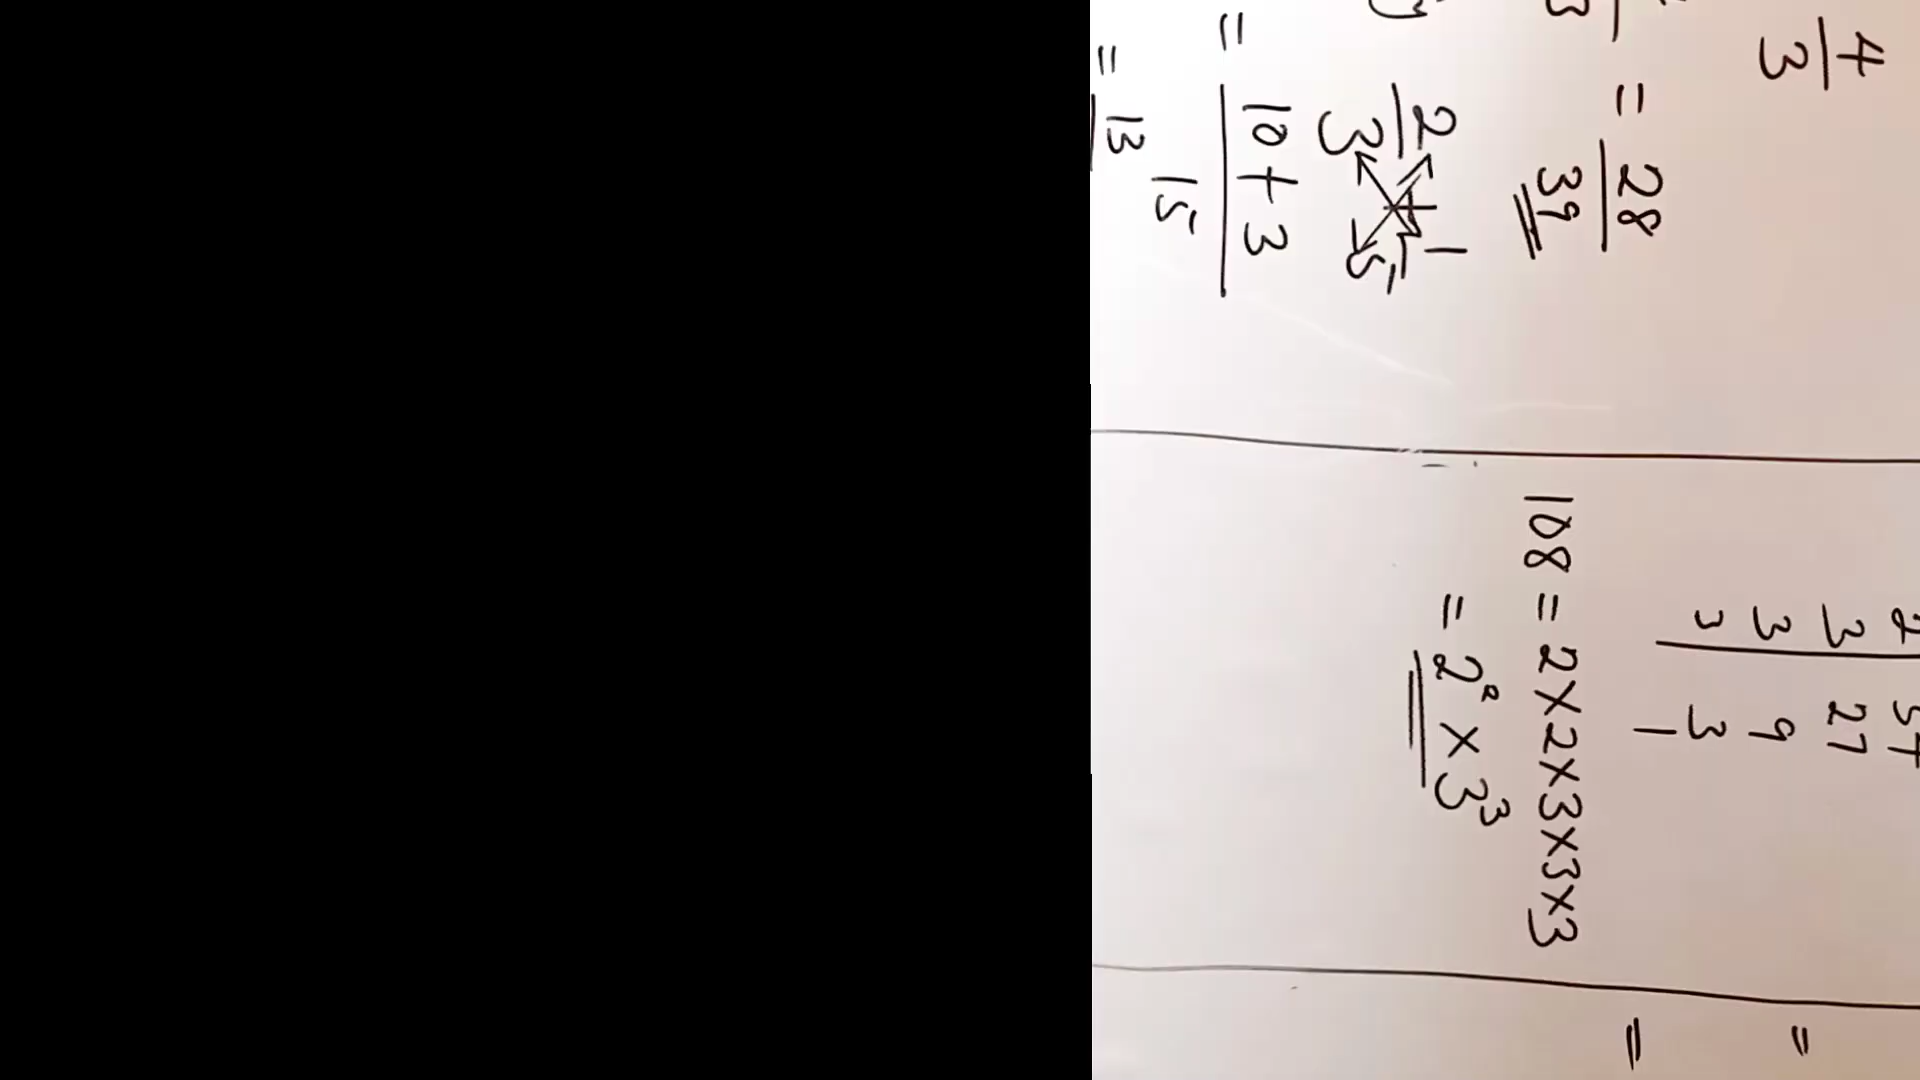 4/3
= 28/39
2/3 + 1/5
= 10 + 3
15
= 13
27
3 27
3 9
3 3
1
108 = 2 x 2 x 3 x 3 x 3
= 2² x 3³
=
=